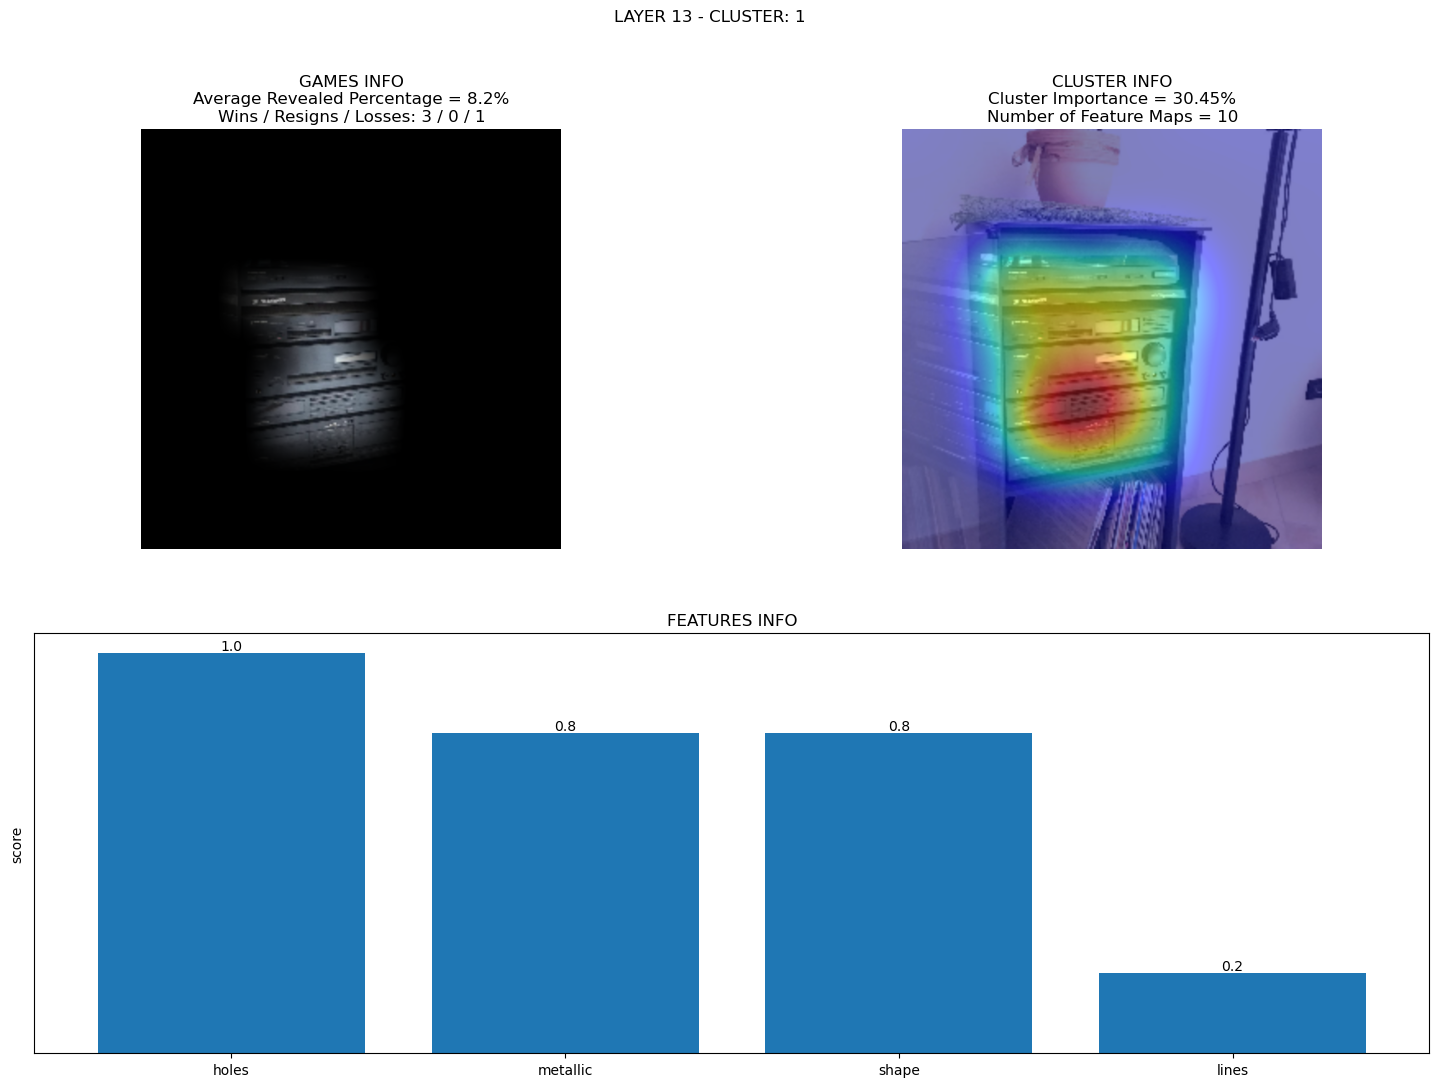 LAYER 13 - CLUSTER: 1
GAMES INFO
Average Revealed Percentage = 8.2%
Wins / Resigns / Losses: 3 / 0 / 1
CLUSTER INFO
Cluster Importance = 30.45%
Number of Feature Maps = 10
FEATURES INFO
score
1.0
0.8
0.8
0.2
holes
metallic
shape
lines